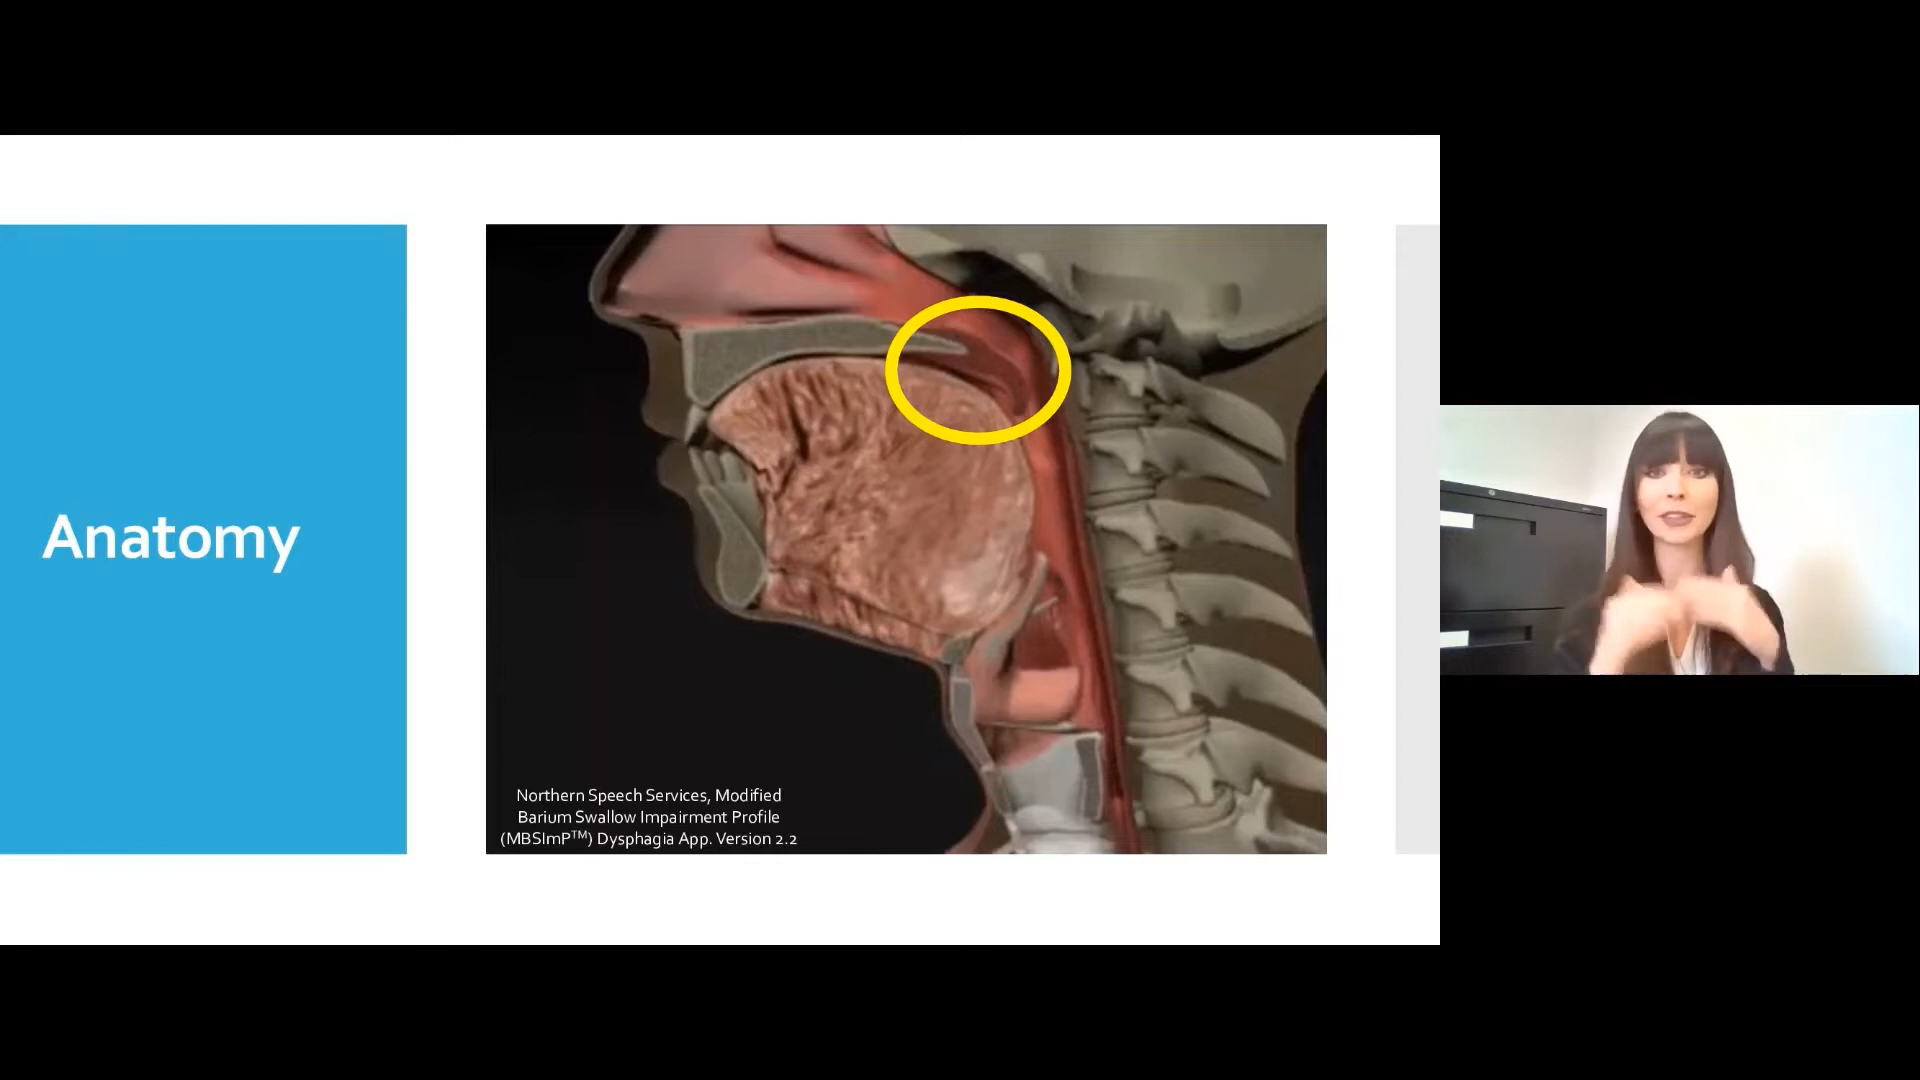 Anatomy
Northern Speech Services, Modified
Barium Swallow Impairment Profile
(MBSImP™) Dysphagia App. Version 2.2